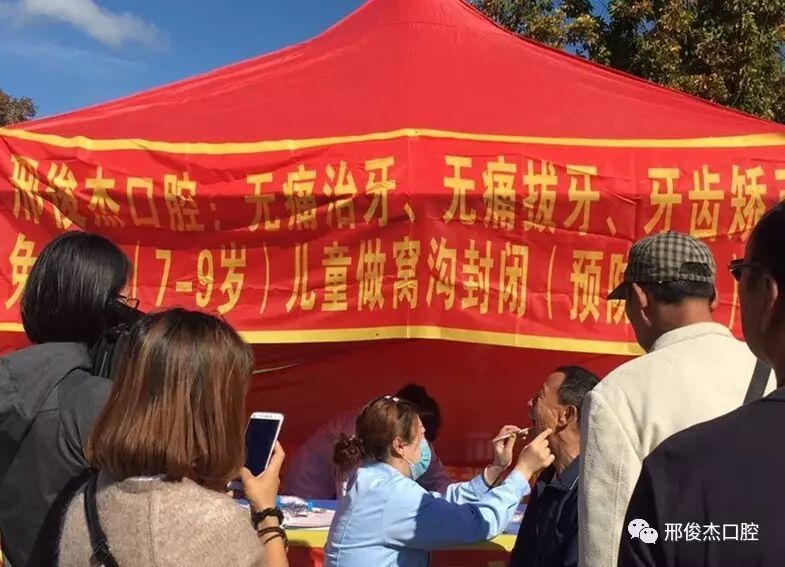 邢俊杰口腔：无痛治牙、无痛拔牙、牙齿矫
免（7-9岁）儿童做窝沟封闭（预防
邢俊杰口腔